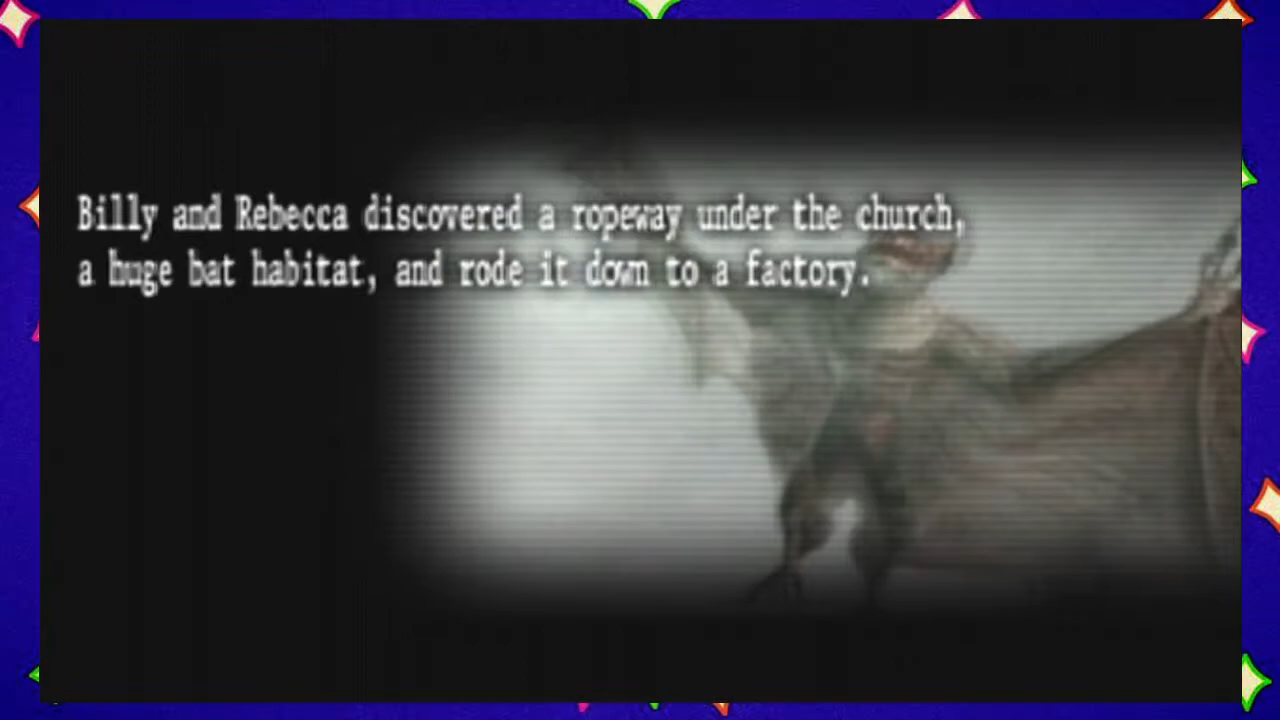 Billy and Rebecca discovered a ropeway under the church,
a huge bat habitat, and rode it down to a factory.